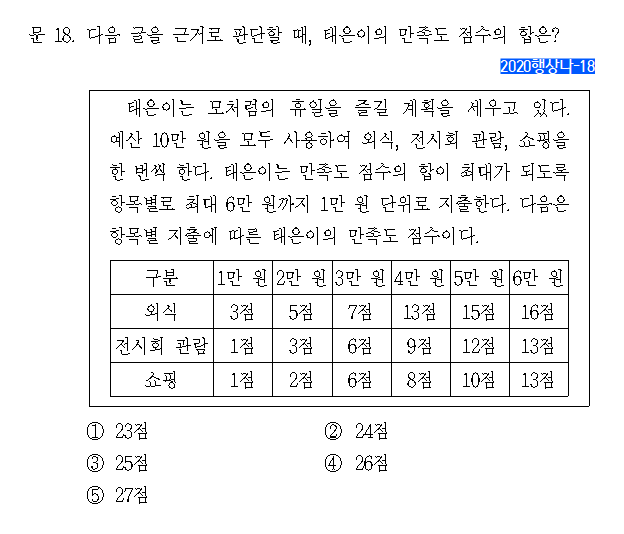 문 18. 다음 글을 근거로 판단할 때, 태은이의 만족도 점수의 합은?
2020행상나-18
태은이는 모처럼의 휴일을 즐길 계획을 세우고 있다.
예산 10만 원을 모두 사용하여 외식, 전시회 관람, 쇼핑을
한 번씩 한다. 태은이는 만족도 점수의 합이 최대가 되도록
항목별로 최대 6만 원까지 1만 원 단위로 지출한다. 다음은
항목별 지출에 따른 태은이의 만족도 점수이다.
구분 1만 원 2만 원 3만 원 4만 원 5만 원 6만 원
외식 3점 5점 7점 13점 15점 16점
전시회 관람 1점 3점 6점 9점 12점 13점
쇼핑 1점 2점 6점 8점 10점 13점
① 23점 ② 24점
③ 25점 ④ 26점
⑤ 27점